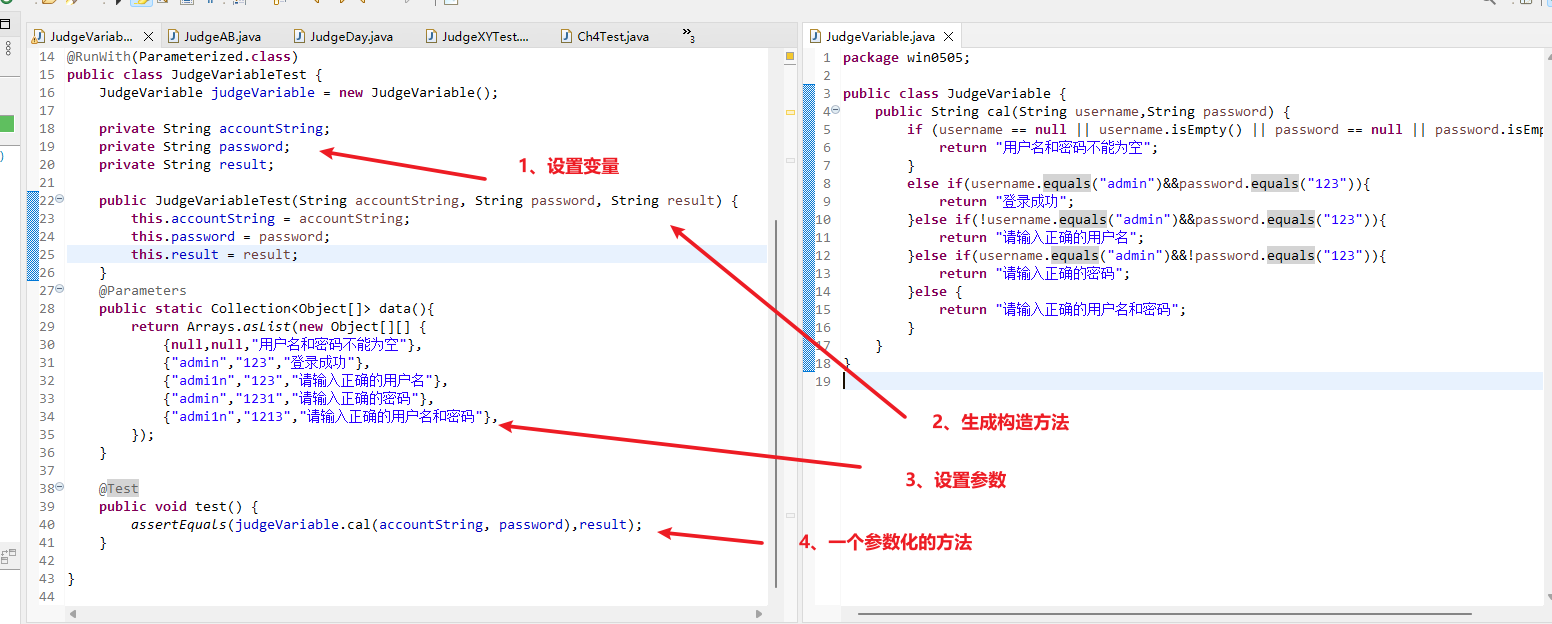 JudgeVariab...
JudgeAB.java
JudgeDay.java
JudgeXYTest....
Ch4Test.java
»3
14 @RunWith(Parameterized.class)
15 public class JudgeVariableTest {
16 JudgeVariable judgeVariable = new JudgeVariable();
17
18 private String accountString;
19 private String password;
20 private String result;
21
22 public JudgeVariableTest(String accountString, String password, String result) {
23 this.accountString = accountString;
24 this.password = password;
25 this.result = result;
26 }
27 @Parameters
28 public static Collection<Object[]> data(){
29 return Arrays.asList(new Object[][] {
30 {null,null,"用户名和密码不能为空"},
31 {"admin","123","登录成功"},
32 {"admi1n","123","请输入正确的用户名"},
33 {"admin","1231","请输入正确的密码"},
34 {"admi1n","1213","请输入正确的用户名和密码"},
35 });
36 }
37
38 @Test
39 public void test() {
40 assertEquals(judgeVariable.cal(accountString, password),result);
41 }
42
43 }
44
1、设置变量
2、生成构造方法
3、设置参数
4、一个参数化的方法
JudgeVariable.java
1 package win0505;
2
3 public class JudgeVariable {
4 public String cal(String username,String password) {
5 if (username == null || username.isEmpty() || password == null || password.isEmp
6 return "用户名和密码不能为空";
7 }
8 else if(username.equals("admin")&&password.equals("123")){
9 return "登录成功";
10 }else if(!username.equals("admin")&&password.equals("123")){
11 return "请输入正确的用户名";
12 }else if(username.equals("admin")&&!password.equals("123")){
13 return "请输入正确的密码";
14 }else {
15 return "请输入正确的用户名和密码";
16 }
17 }
18 }
19